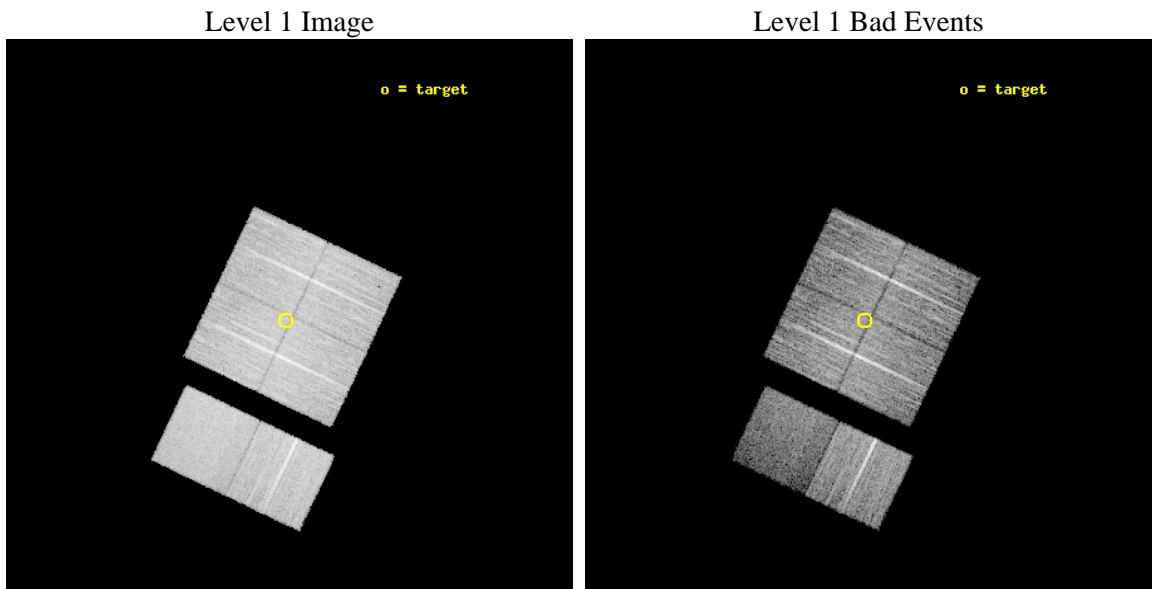 Level 1 Image
Level 1 Bad Events
o = target
o = target